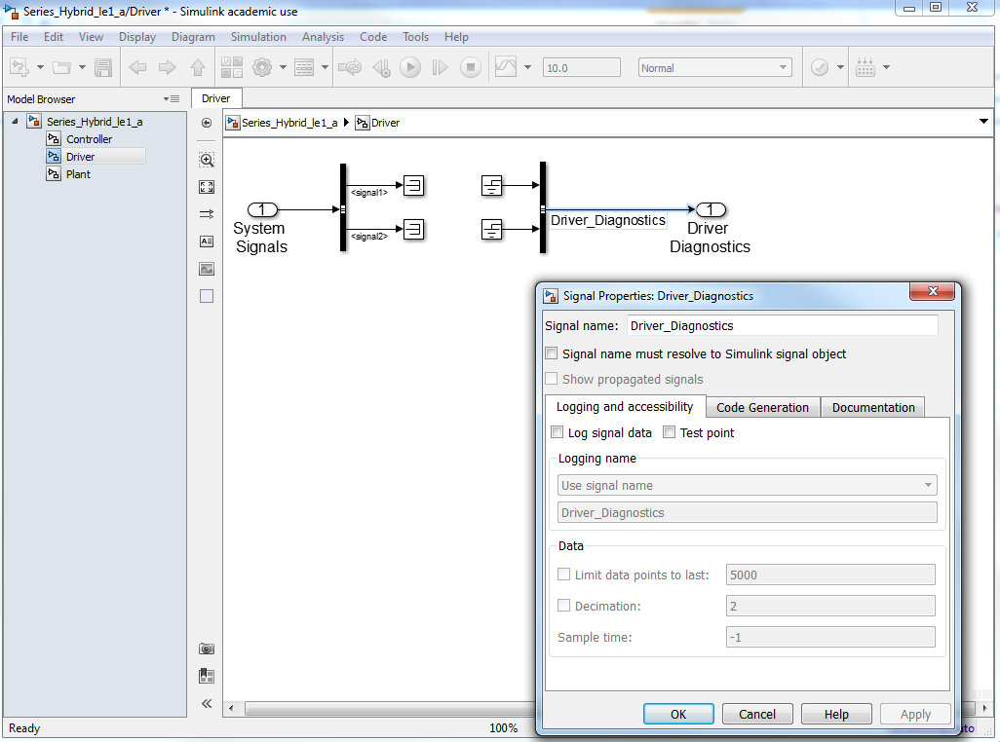 Series_Hybrid_le1_a/Driver * - Simulink academic use
File Edit View Display Diagram Simulation Analysis Code Tools Help
10.0 Normal
Model Browser
Driver
Series_Hybrid_le1_a
Controller
Driver
Plant
Series_Hybrid_le1_a Driver
1
System
Signals
<signal1>
<signal2>
Driver_Diagnostics
1
Driver
Diagnostics
Signal Properties: Driver_Diagnostics
Signal name: Driver_Diagnostics
Signal name must resolve to Simulink signal object
Show propagated signals
Logging and accessibility Code Generation Documentation
Log signal data Test point
Logging name
Use signal name
Driver_Diagnostics
Data
Limit data points to last: 5000
Decimation: 2
Sample time: -1
OK Cancel Help Apply
Ready 100%